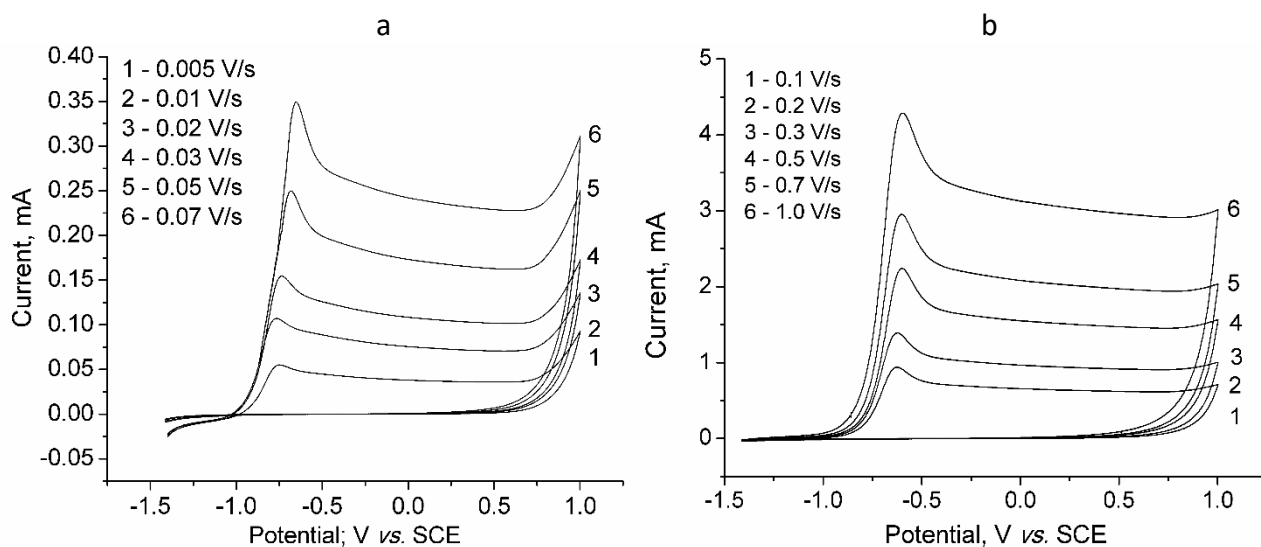 a
0.40
0.35
0.30
0.25
0.20
0.15
0.10
0.05
0.00
-0.05
Current, mA
1 - 0.005 V/s
2 - 0.01 V/s
3 - 0.02 V/s
4 - 0.03 V/s
5 - 0.05 V/s
6 - 0.07 V/s
6
5
4
3
2
1
-1.5
-1.0
-0.5
0.0
0.5
1.0
Potential; V vs. SCE
b
5
4
3
2
1
0
Current, mA
1 - 0.1 V/s
2 - 0.2 V/s
3 - 0.3 V/s
4 - 0.5 V/s
5 - 0.7 V/s
6 - 1.0 V/s
6
5
4
3
2
1
-1.5
-1.0
-0.5
0.0
0.5
1.0
Potential, V vs. SCE